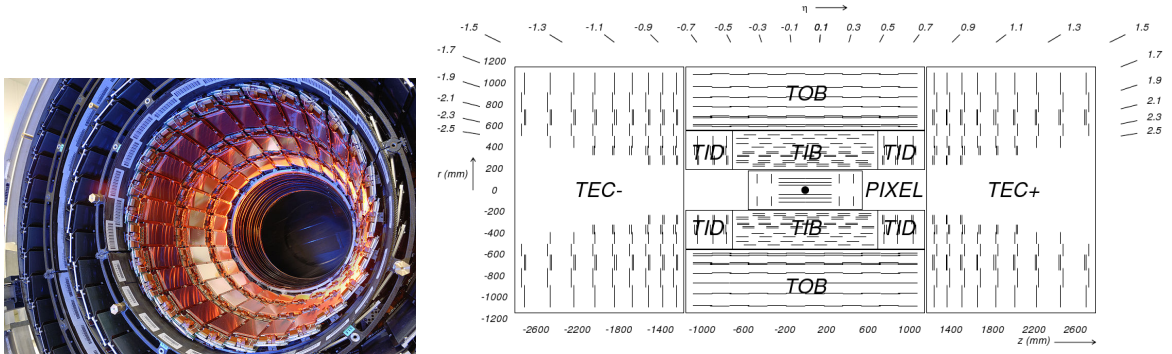 η
-1.5 -1.3 -1.1 -0.9 -0.7 -0.5 -0.3 -0.1 0.1 0.3 0.5 0.7 0.9 1.1 1.3 1.5
-1.7 1200 1.7
-1.9 1000 1.9
-2.1 800 2.1
-2.3 600 2.3
-2.5 400 2.5
TOB
TID TIB TID
200
r (mm)
TEC- 0 PIXEL TEC+
-200
TID TIB TID
-400
-600
-800
TOB
-1000
-1200
-2600 -2200 -1800 -1400 -1000 -600 -200 200 600 1000 1400 1800 2200 2600
z (mm)